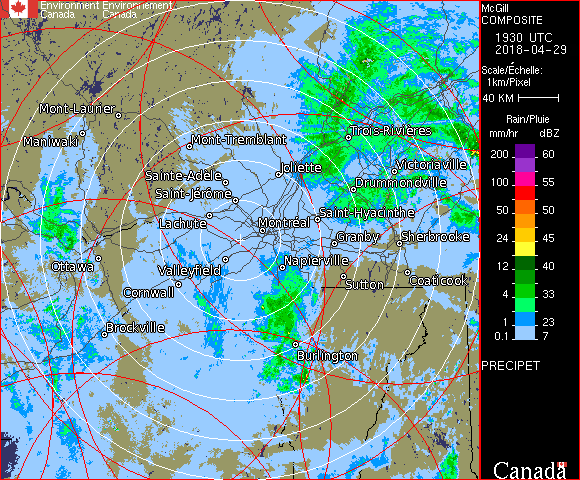 Environment Environnement
Canada Canada
McGill
COMPOSITE
1930 UTC
2018-04-29
Scale/Échelle:
1km/Pixel
40 KM
Rain/Pluie
mm/hr dBZ
200 60
100 55
50 50
24 45
12 40
4 33
1 23
0.1 7
PRECIPET
Canada
Mont-Laurier
Maniwaki
Mont-Tremblant
Trois-Rivières
Sainte-Adèle
Joliette
Victoriaville
Saint-Jérôme
Drummondville
Lachute
Montréal
Saint-Hyacinthe
Granby
Sherbrooke
Ottawa
Valleyfield
Napierville
Cornwall
Sutton
Coaticook
Brockville
Burlington